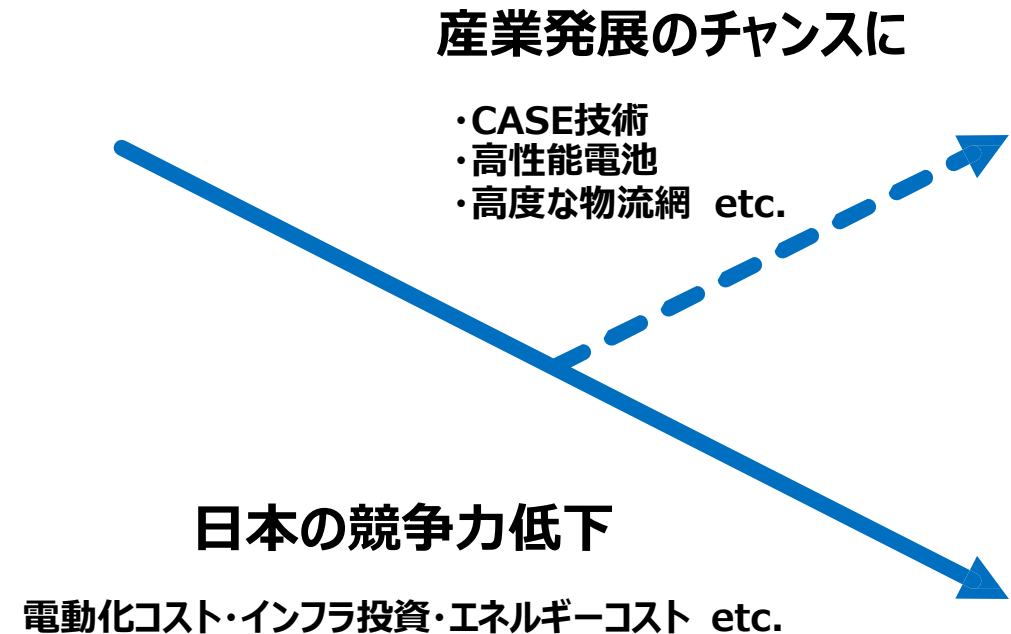 産業発展のチャンスに
・CASE技術
・高性能電池
・高度な物流網 etc.
日本の競争力低下
電動化コスト・インフラ投資・エネルギーコスト etc.